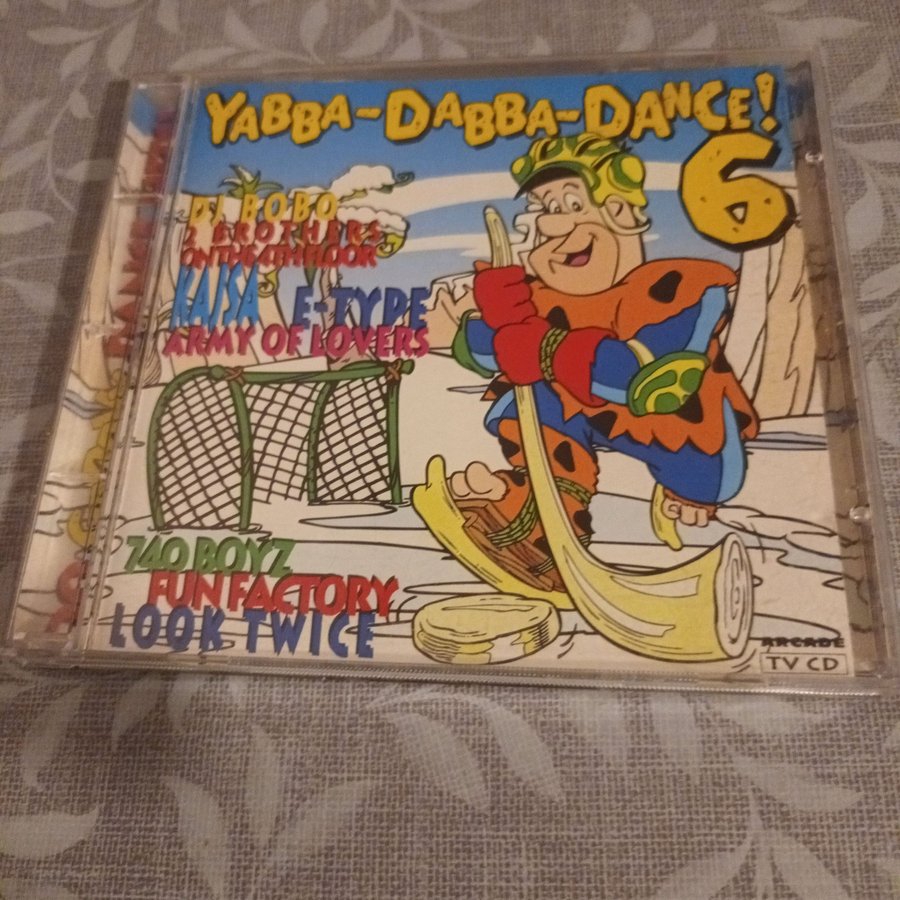 YABBA-DABBA-DANCE!
6
DJ BOBO
2 BROTHERS
ON THE 4TH FLOOR
KAJSA E-TYPE
ARMY OF LOVERS
740 BOYZ
FUN FACTORY
LOOK TWICE
ARCADE
TV CD